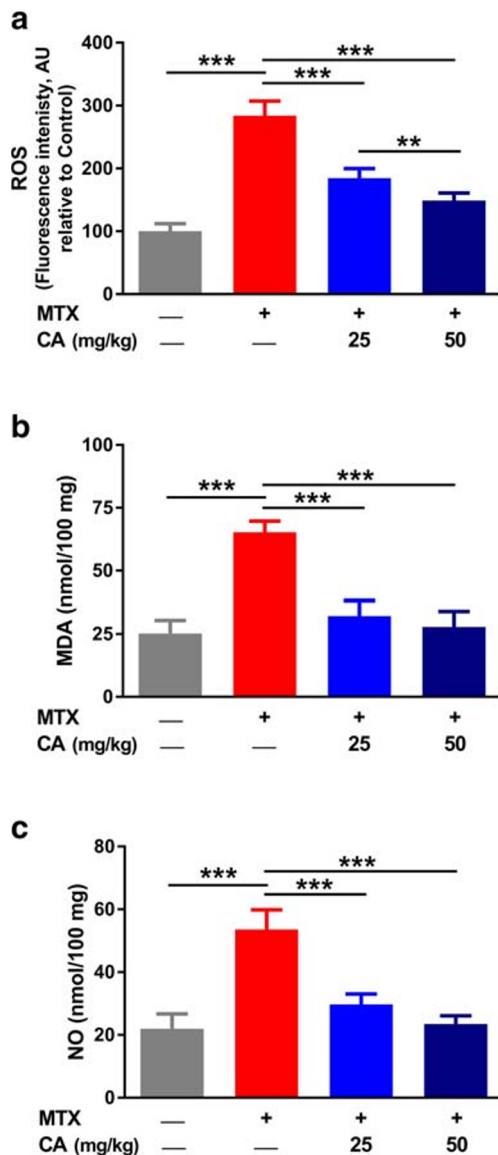 a
ROS
(Fluorescence intenisty, AU
relative to Control)
400
300
200
100
0
***
***
***
**
MTX — + + +
CA (mg/kg) — — 25 50
b
MDA (nmol/100 mg)
100
75
50
25
0
***
***
***
MTX — + + +
CA (mg/kg) — — 25 50
c
NO (nmol/100 mg)
80
60
40
20
0
***
***
***
MTX — + + +
CA (mg/kg) — — 25 50